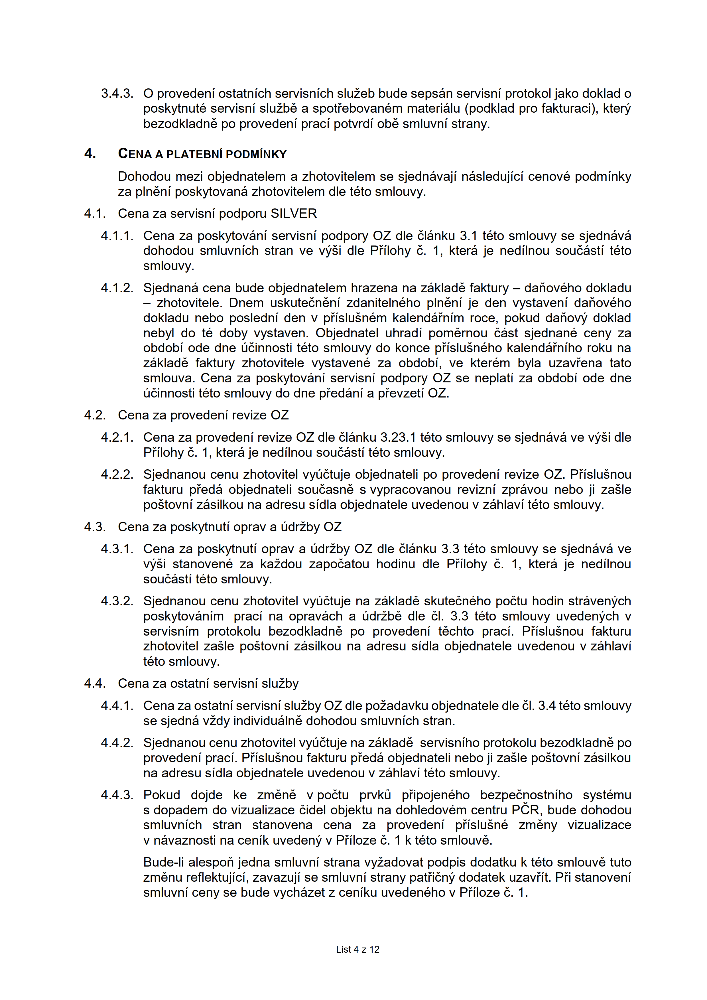 3.4.3. O provedení ostatních servisních služeb bude sepsán servisní protokol jako doklad o
poskytnuté servisní službě a spotřebovaném materiálu (podklad pro fakturaci), který
bezodkladně po provedení prací potvrdí obě smluvní strany.
4. CENA A PLATEBNÍ PODMÍNKY
Dohodou mezi objednatelem a zhotovitelem se sjednávají následující cenové podmínky
za plnění poskytovaná zhotovitelem dle této smlouvy.
4.1. Cena za servisní podporu SILVER
4.1.1. Cena za poskytování servisní podpory OZ dle článku 3.1 této smlouvy se sjednává
dohodou smluvních stran ve výši dle Přílohy č. 1, která je nedílnou součástí této
smlouvy.
4.1.2. Sjednaná cena bude objednatelem hrazena na základě faktury – daňového dokladu
– zhotovitele. Dnem uskutečnění zdanitelného plnění je den vystavení daňového
dokladu nebo poslední den v příslušném kalendářním roce, pokud daňový doklad
nebyl do té doby vystaven. Objednatel uhradí poměrnou část sjednané ceny za
období ode dne účinnosti této smlouvy do konce příslušného kalendářního roku na
základě faktury zhotovitele vystavené za období, ve kterém byla uzavřena tato
smlouva. Cena za poskytování servisní podpory OZ se neplatí za období ode dne
účinnosti této smlouvy do dne předání a převzetí OZ.
4.2. Cena za provedení revize OZ
4.2.1. Cena za provedení revize OZ dle článku 3.23.1 této smlouvy se sjednává ve výši dle
Přílohy č. 1, která je nedílnou součástí této smlouvy.
4.2.2. Sjednanou cenu zhotovitel vyúčtuje objednateli po provedení revize OZ. Příslušnou
fakturu předá objednateli současně s vypracovanou revizní zprávou nebo ji zašle
poštovní zásilkou na adresu sídla objednatele uvedenou v záhlaví této smlouvy.
4.3. Cena za poskytnutí oprav a údržby OZ
4.3.1. Cena za poskytnutí oprav a údržby OZ dle článku 3.3 této smlouvy se sjednává ve
výši stanovené za každou započatou hodinu dle Přílohy č. 1, která je nedílnou
součástí této smlouvy.
4.3.2. Sjednanou cenu zhotovitel vyúčtuje na základě skutečného počtu hodin strávených
poskytováním  prací na opravách a údržbě dle čl. 3.3 této smlouvy uvedených v
servisním protokolu bezodkladně po provedení těchto prací. Příslušnou fakturu
zhotovitel zašle poštovní zásilkou na adresu sídla objednatele uvedenou v záhlaví
této smlouvy.
4.4. Cena za ostatní servisní služby
4.4.1. Cena za ostatní servisní služby OZ dle požadavku objednatele dle čl. 3.4 této smlouvy
se sjedná vždy individuálně dohodou smluvních stran.
4.4.2. Sjednanou cenu zhotovitel vyúčtuje na základě  servisního protokolu bezodkladně po
provedení prací. Příslušnou fakturu předá objednateli nebo ji zašle poštovní zásilkou
na adresu sídla objednatele uvedenou v záhlaví této smlouvy.
4.4.3. Pokud dojde ke změně v počtu prvků připojeného bezpečnostního systému
s dopadem do vizualizace čidel objektu na dohledovém centru PČR, bude dohodou
smluvních stran stanovena cena za provedení příslušné změny vizualizace
v návaznosti na ceník uvedený v Příloze č. 1 k této smlouvě.
Bude-li alespoň jedna smluvní strana vyžadovat podpis dodatku k této smlouvě tuto
změnu reflektující, zavazují se smluvní strany patřičný dodatek uzavřít. Při stanovení
smluvní ceny se bude vycházet z ceníku uvedeného v Příloze č. 1.
List 4 z 12